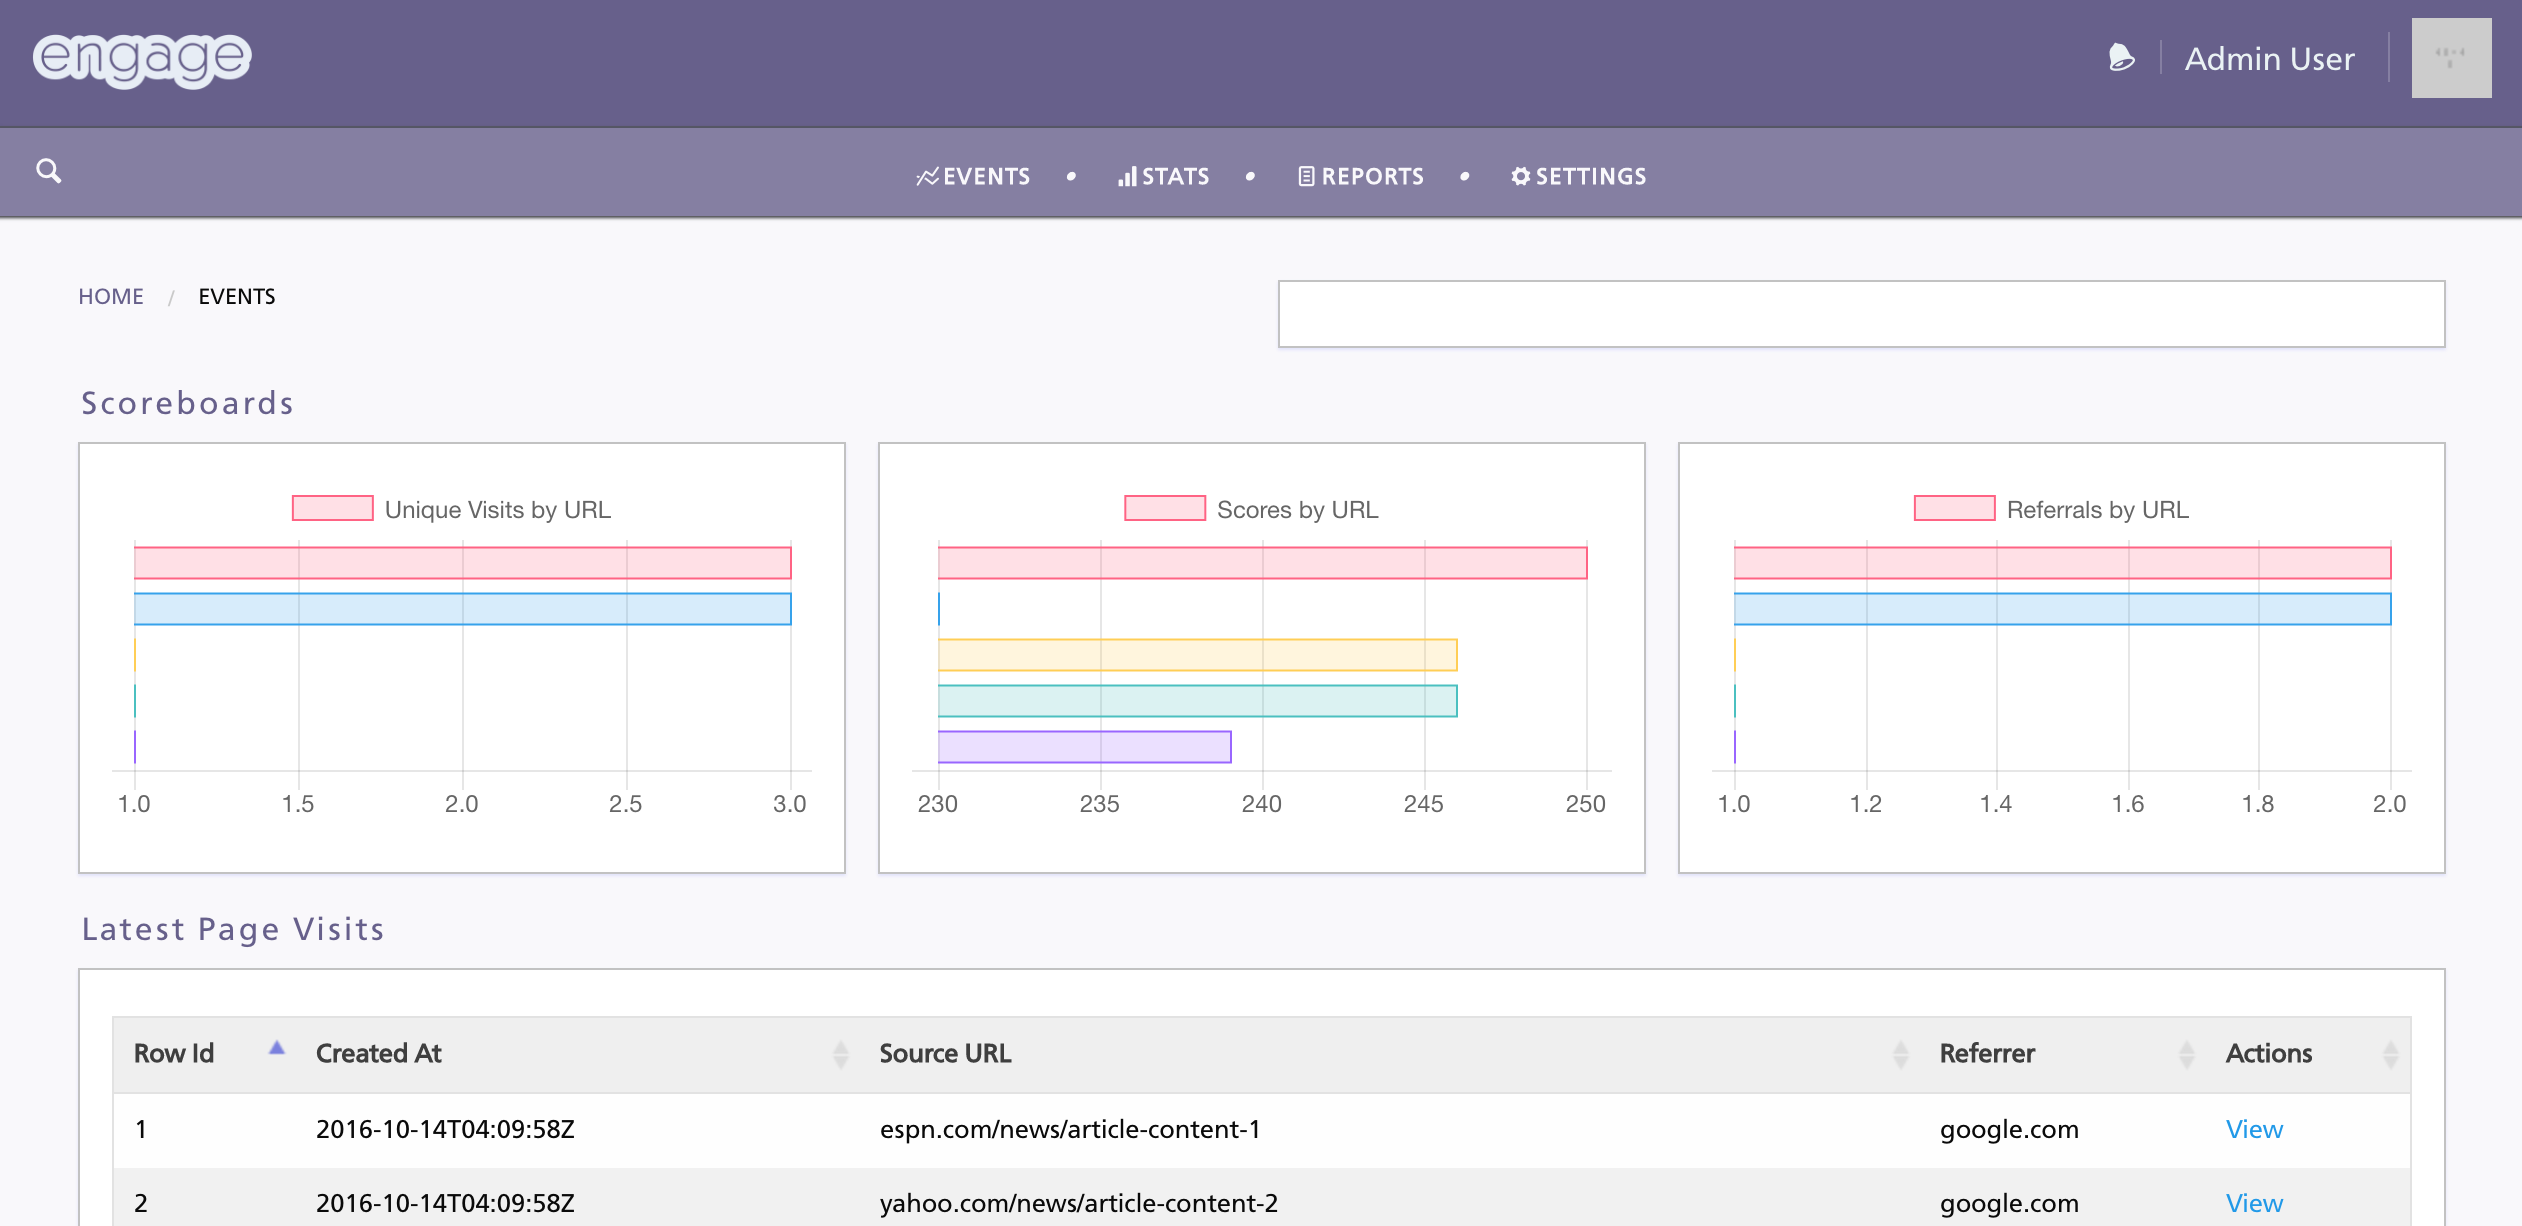 engage
Admin User
EVENTS • STATS • REPORTS • SETTINGS
HOME / EVENTS
Scoreboards
Unique Visits by URL
1.0 1.5 2.0 2.5 3.0
Scores by URL
230 235 240 245 250
Referrals by URL
1.0 1.2 1.4 1.6 1.8 2.0
Latest Page Visits
Row Id Created At Source URL Referrer Actions
1 2016-10-14T04:09:58Z espn.com/news/article-content-1 google.com View
2 2016-10-14T04:09:58Z yahoo.com/news/article-content-2 google.com View